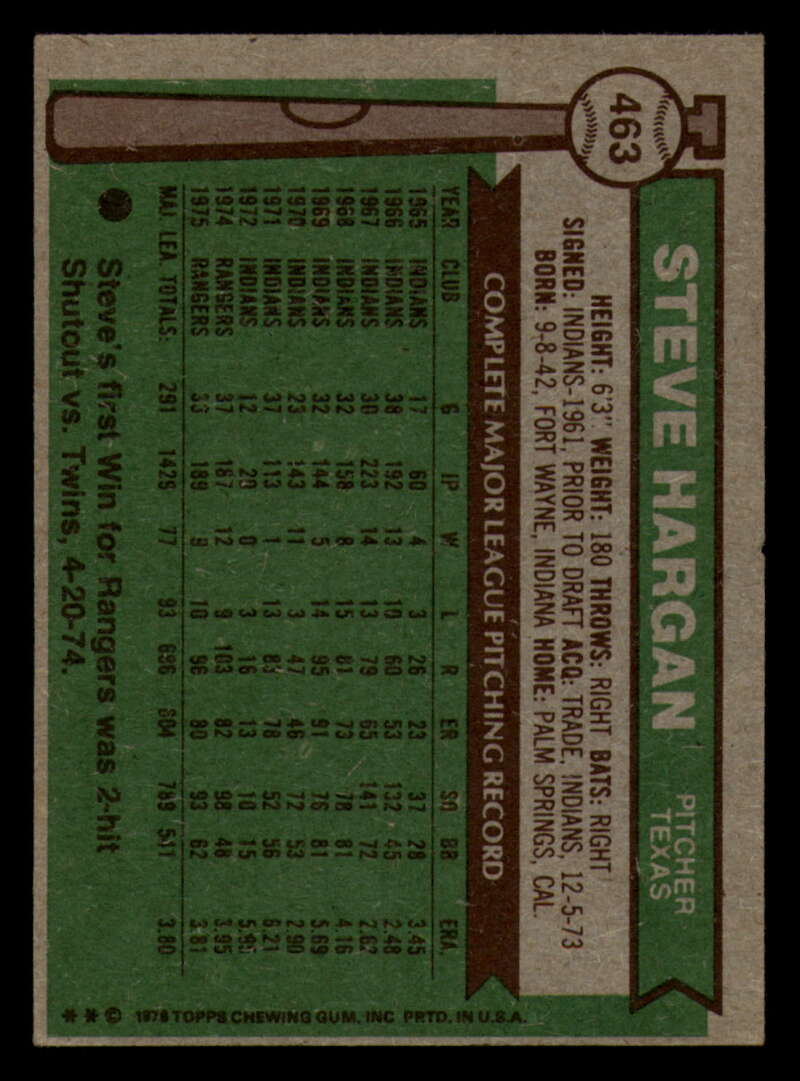 463
STEVE HARGAN
PITCHER
TEXAS
HEIGHT: 6'3" WEIGHT: 180 THROWS: RIGHT BATS: RIGHT
SIGNED: INDIANS-1961, PRIOR TO DRAFT ACQ: TRADE, INDIANS, 12-5-73
BORN: 9-8-42, FORT WAYNE, INDIANA HOME: PALM SPRINGS, CAL.
COMPLETE MAJOR LEAGUE PITCHING RECORD
YEAR CLUB G IP W L R ER SO BB ERA.
1965 INDIANS 17 60 4 3 26 23 37 28 3.45
1966 INDIANS 38 192 13 10 60 53 132 45 2.48
1967 INDIANS 30 223 14 13 79 65 141 72 2.62
1968 INDIANS 32 158 8 15 81 73 78 81 4.16
1969 INDIANS 32 144 5 14 95 91 76 81 5.69
1970 INDIANS 23 143 11 3 47 46 72 53 2.90
1971 INDIANS 37 113 1 13 83 78 52 56 6.21
1972 INDIANS 12 20 0 3 16 13 10 15 5.95
1974 RANGERS 37 187 12 9 103 82 98 48 3.95
1975 RANGERS 33 189 9 10 96 80 93 62 3.81
MAJ. LEA. TOTALS: 291 1429 77 93 686 604 789 541 3.80
Steve's first Win for Rangers was 2-hit
Shutout vs. Twins, 4-20-74.
** © 1976 TOPPS CHEWING GUM, INC PRTD. IN U.S.A.